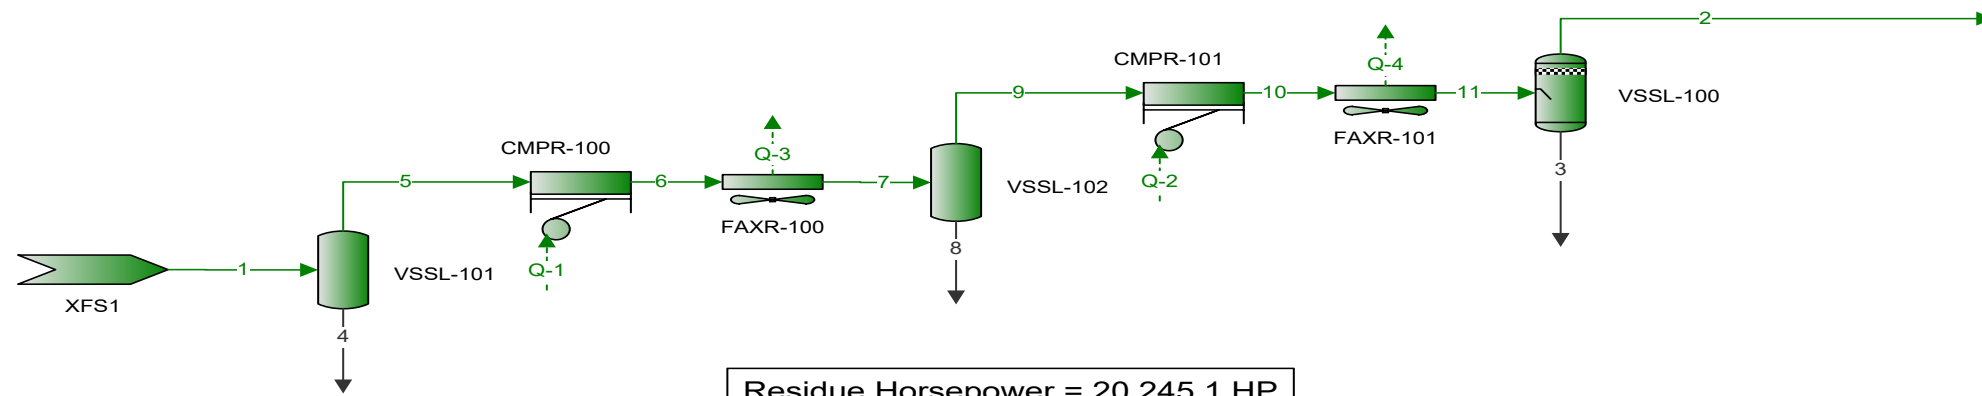 2
CMPR-101
Q-4
9
10
11
VSSL-100
FAXR-101
CMPR-100
Q-3
3
5
6
7
VSSL-102
Q-2
FAXR-100
8
1
VSSL-101
Q-1
XFS1
4
Residue Horsepower = 20,245.1 HP